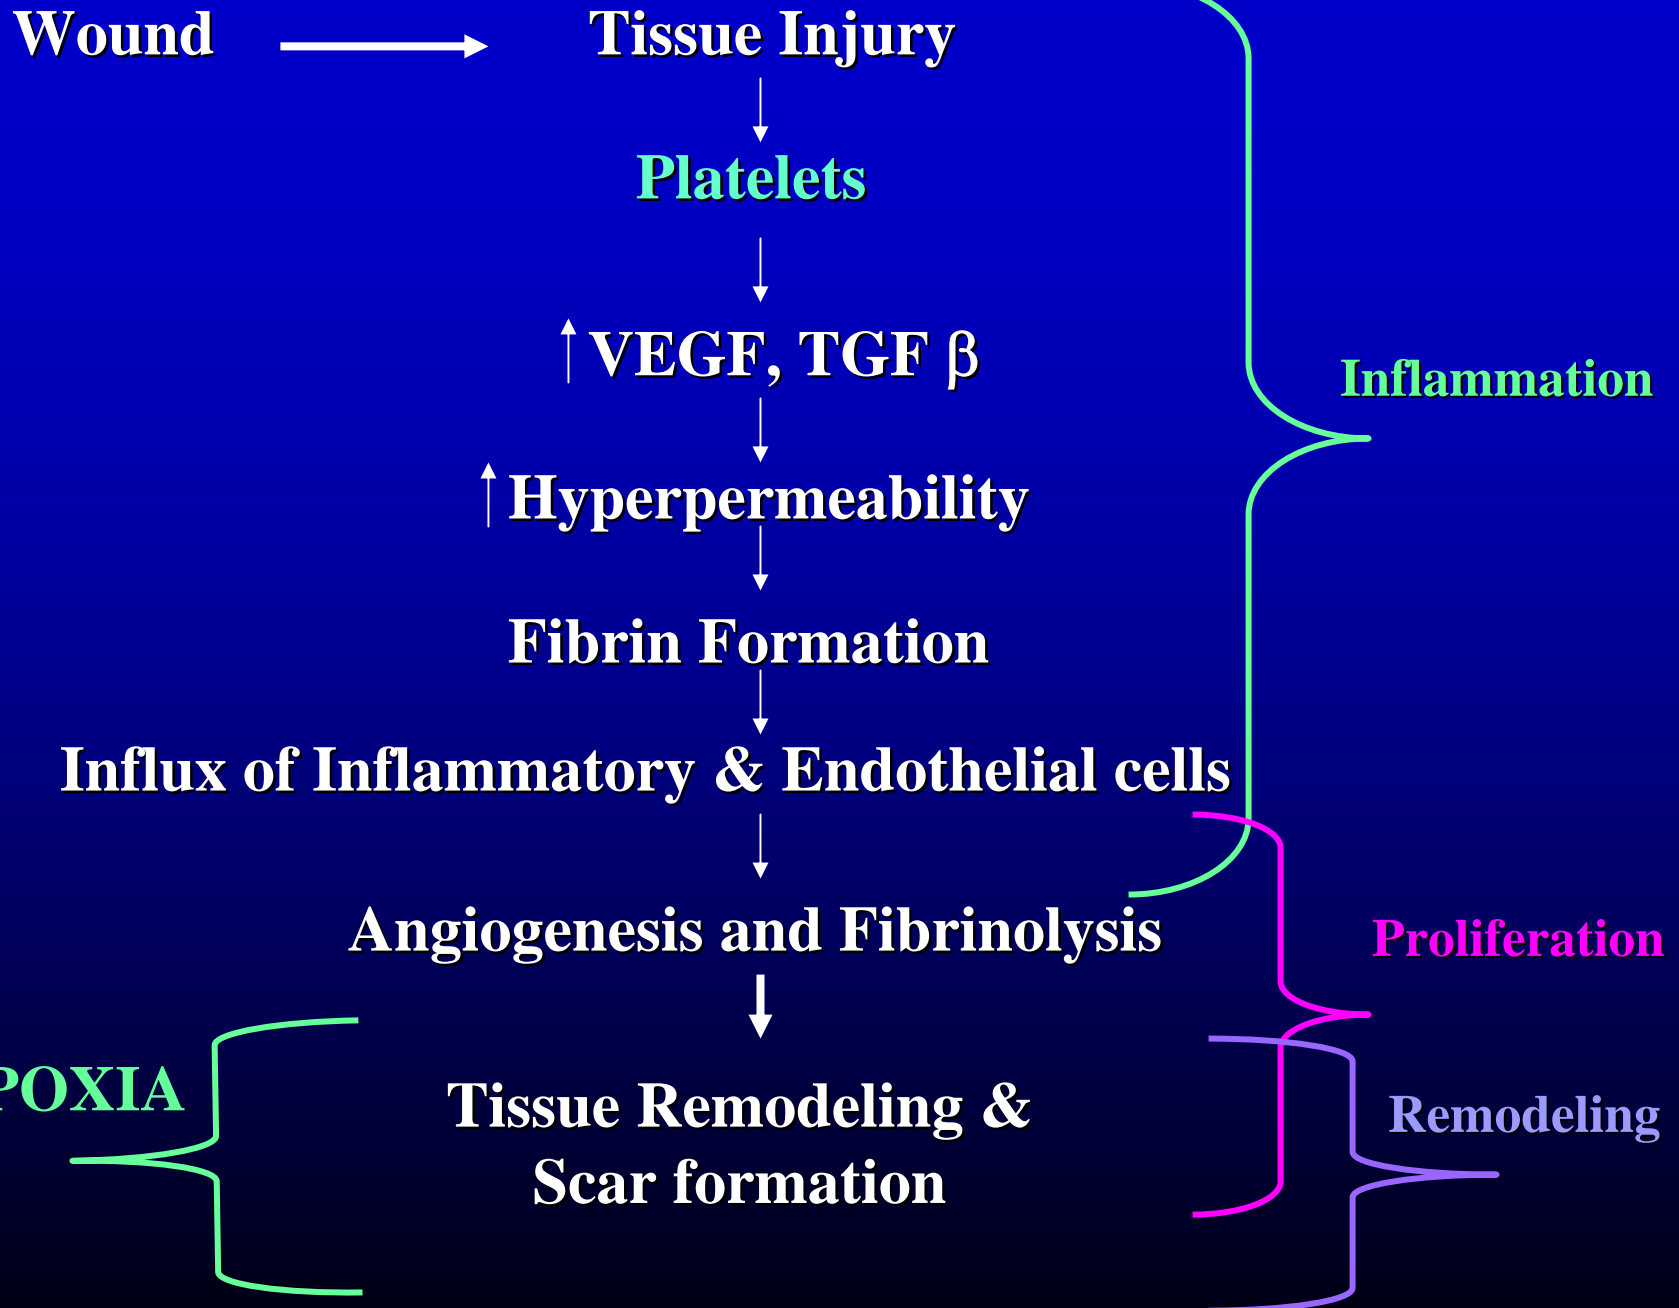 Wound
Tissue Injury
Platelets
VEGF, TGF β
Inflammation
Hyperpermeability
Fibrin Formation
Influx of Inflammatory & Endothelial cells
Angiogenesis and Fibrinolysis
Proliferation
POXIA
Tissue Remodeling &
Remodeling
Scar formation